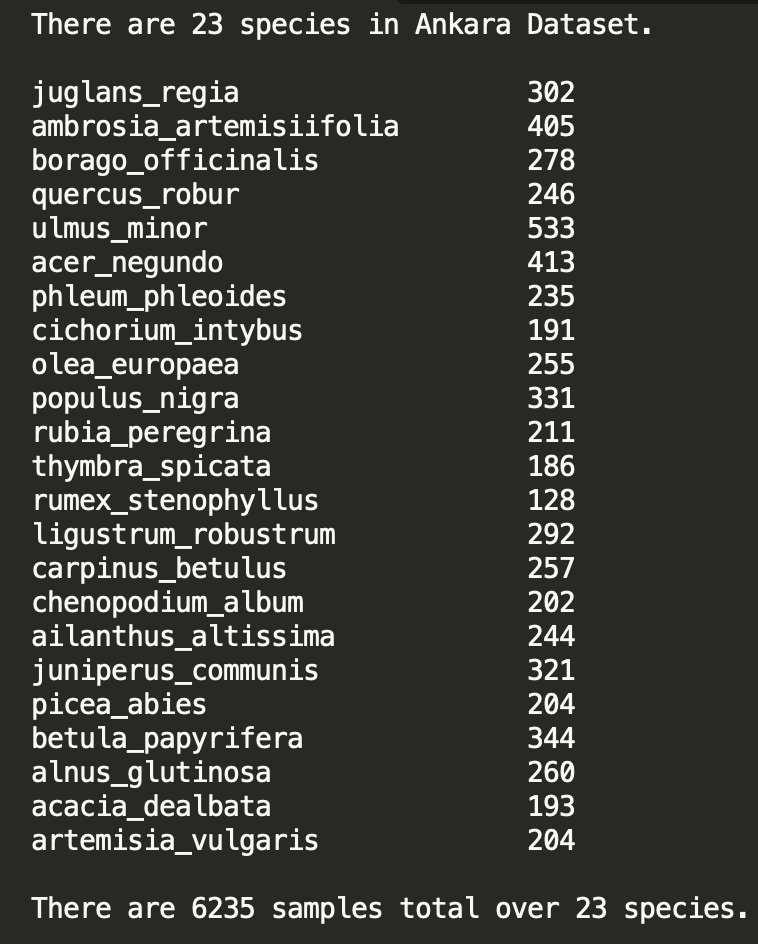 There are 23 species in Ankara Dataset.
juglans_regia 302
ambrosia_artemisiifolia 405
borago_officinalis 278
quercus_robur 246
ulmus_minor 533
acer_negundo 413
phleum_phleoides 235
cichorium_intybus 191
olea_europaea 255
populus_nigra 331
rubia_peregrina 211
thymbra_spicata 186
rumex_stenophyllus 128
ligustrum_robustrum 292
carpinus_betulus 257
chenopodium_album 202
ailanthus_altissima 244
juniperus_communis 321
picea_abies 204
betula_papyrifera 344
alnus_glutinosa 260
acacia_dealbata 193
artemisia_vulgaris 204
There are 6235 samples total over 23 species.